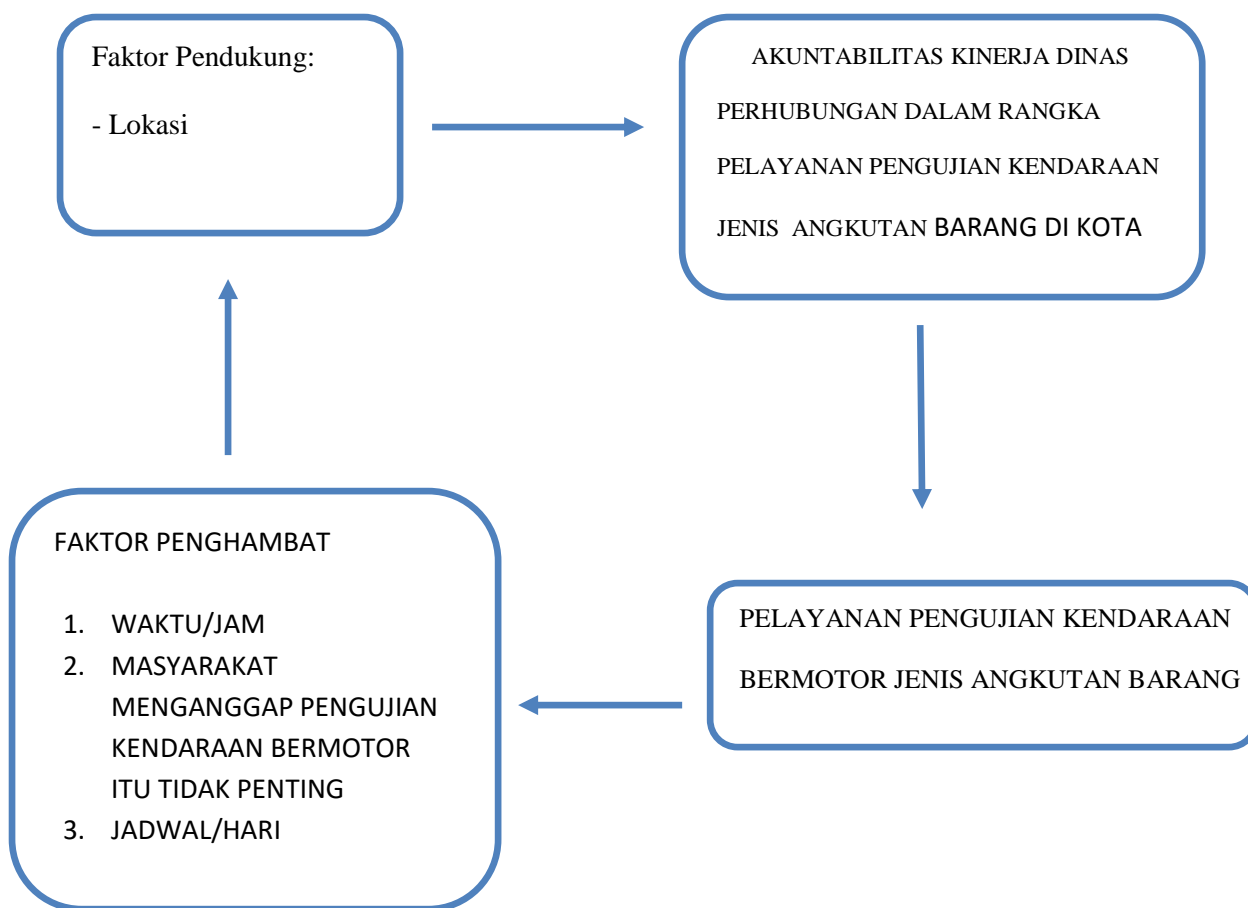 Faktor Pendukung:
- Lokasi
AKUNTABILITAS KINERJA DINAS
PERHUBUNGAN DALAM RANGKA
PELAYANAN PENGUJIAN KENDARAAN
JENIS ANGKUTAN BARANG DI KOTA
FAKTOR PENGHAMBAT
1. WAKTU/JAM
2. MASYARAKAT
MENGANGGAP PENGUJIAN
KENDARAAN BERMOTOR
ITU TIDAK PENTING
3. JADWAL/HARI
PELAYANAN PENGUJIAN KENDARAAN
BERMOTOR JENIS ANGKUTAN BARANG